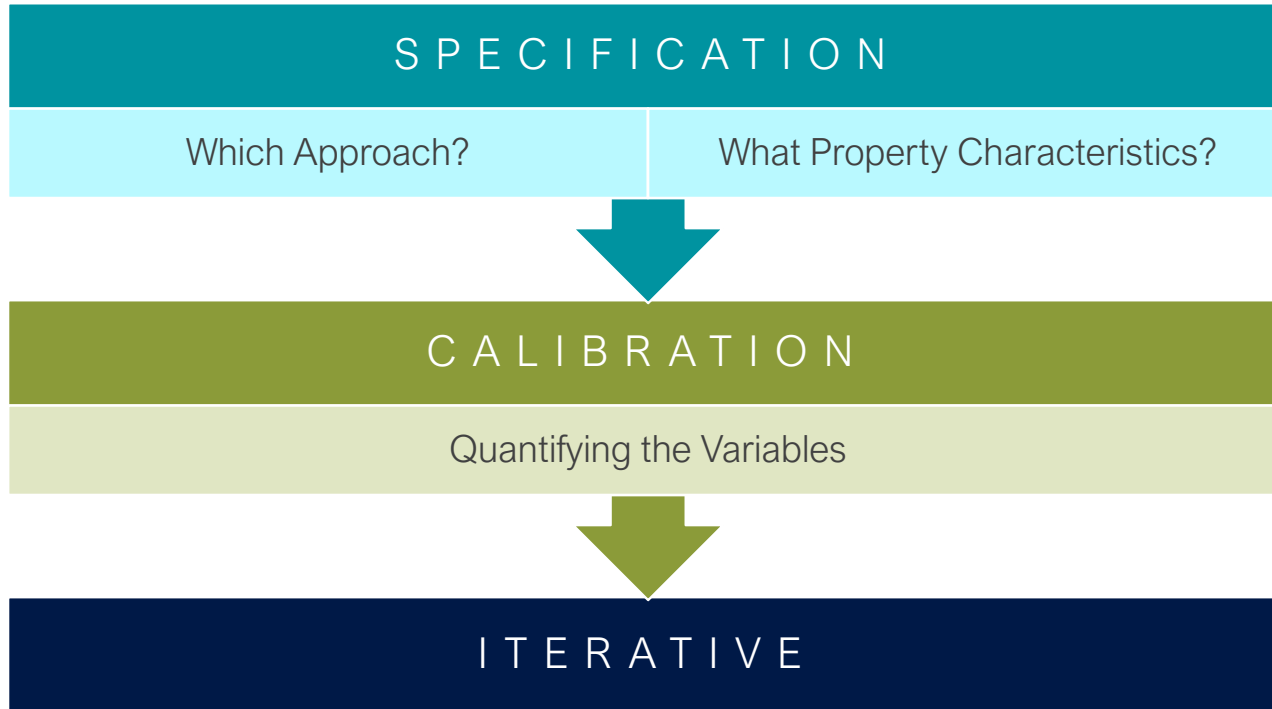 SPECIFICATION
Which Approach?
What Property Characteristics?
CALIBRATION
Quantifying the Variables
ITERATIVE